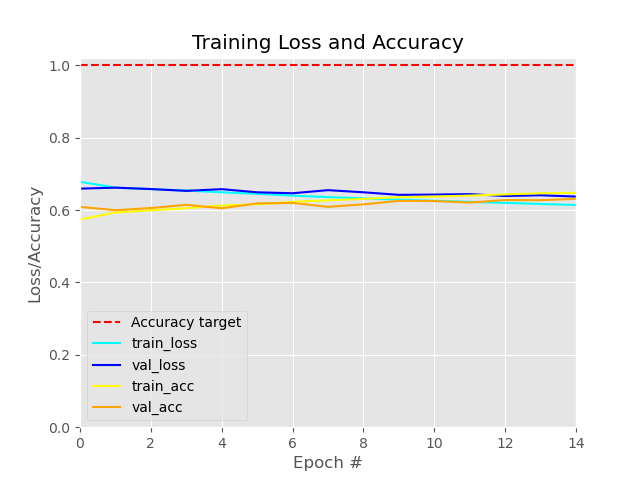 Training Loss and Accuracy
Loss/Accuracy
1.0
0.8
0.6
0.4
0.2
0.0
Accuracy target
train_loss
val_loss
train_acc
val_acc
0 2 4 6 8 10 12 14
Epoch #